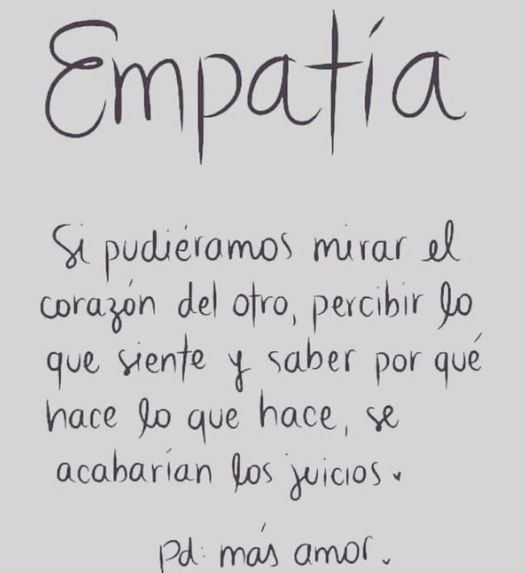 Empatía
Si pudiéramos mirar el
corazón del otro, percibir lo
que siente y saber por qué
hace lo que hace, se
acabarían los juicios.
Pd: más amor.